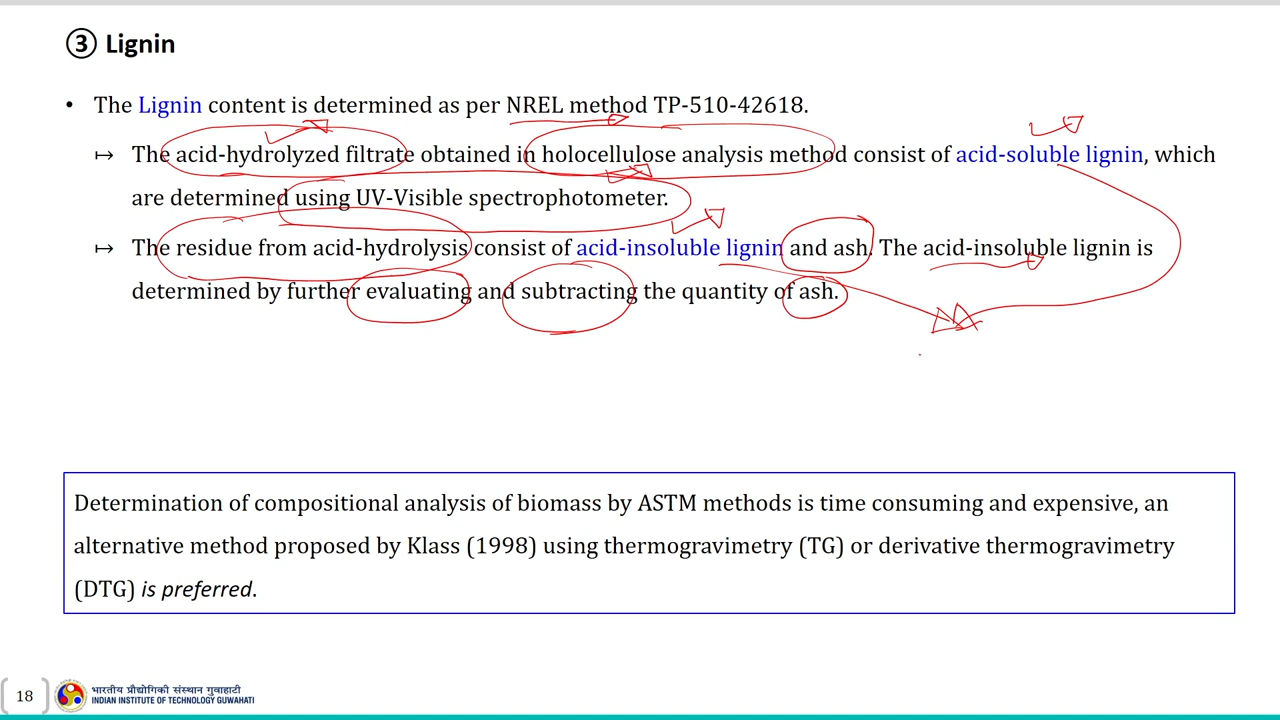 ③ Lignin
• The Lignin content is determined as per NREL method TP-510-42618.
↦ The acid-hydrolyzed filtrate obtained in holocellulose analysis method consist of acid-soluble lignin, which
are determined using UV-Visible spectrophotometer.
↦ The residue from acid-hydrolysis consist of acid-insoluble lignin and ash. The acid-insoluble lignin is
determined by further evaluating and subtracting the quantity of ash.
Determination of compositional analysis of biomass by ASTM methods is time consuming and expensive, an
alternative method proposed by Klass (1998) using thermogravimetry (TG) or derivative thermogravimetry
(DTG) is preferred.
18
भारतीय प्रौद्योगिकी संस्थान गुवाहाटी
INDIAN INSTITUTE OF TECHNOLOGY GUWAHATI